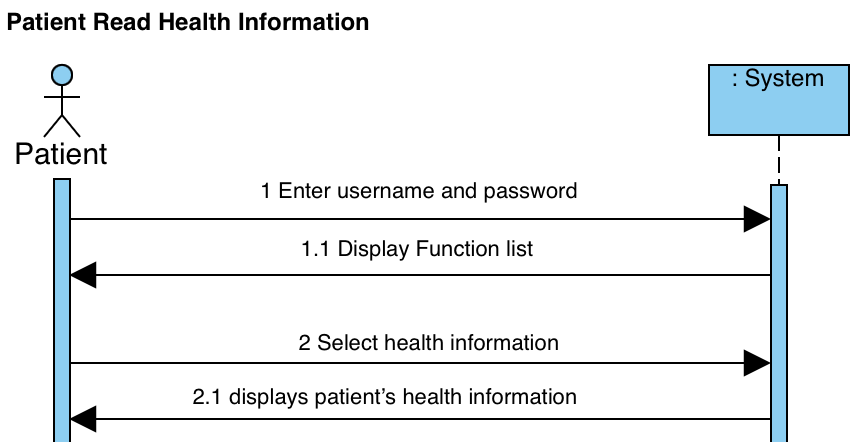 Patient Read Health Information
: System
Patient
1 Enter username and password
1.1 Display Function list
2 Select health information
2.1 displays patient’s health information